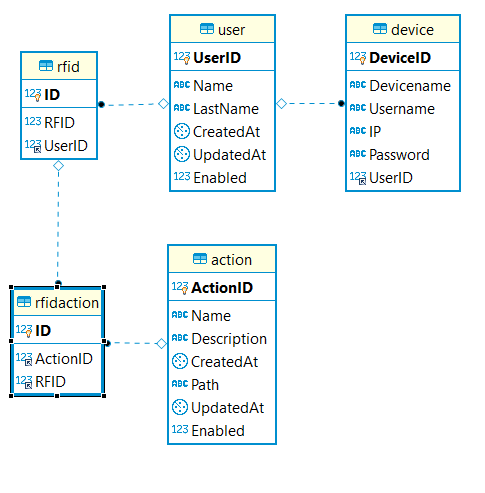 rfid
123 ID
123 RFID
123 UserID
user
123 UserID
ABC Name
ABC LastName
CreatedAt
UpdatedAt
123 Enabled
device
123 DeviceID
ABC Devicename
ABC Username
ABC IP
ABC Password
123 UserID
rfidaction
123 ID
123 ActionID
123 RFID
action
123 ActionID
ABC Name
ABC Description
CreatedAt
ABC Path
UpdatedAt
123 Enabled